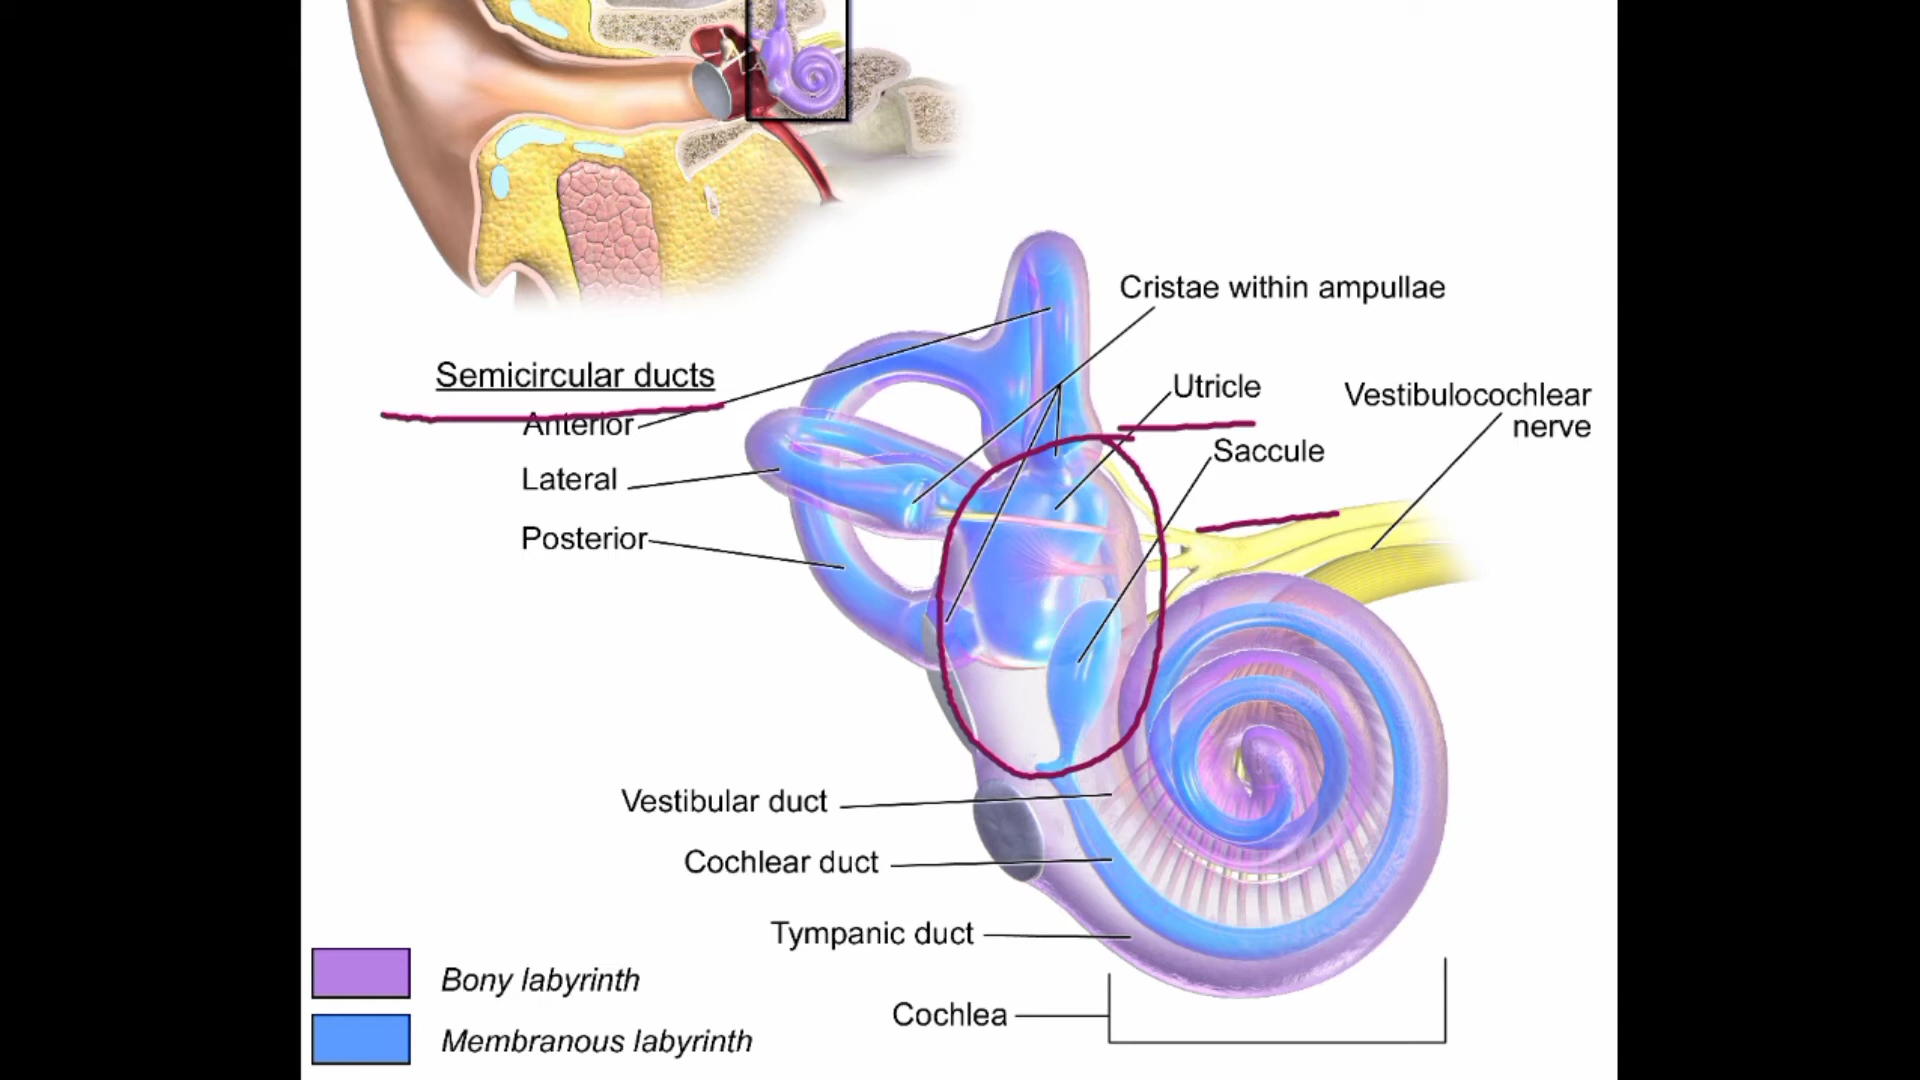 Cristae within ampullae
Semicircular ducts
Utricle
Vestibulocochlear
nerve
Anterior
Saccule
Lateral
Posterior
Vestibular duct
Cochlear duct
Tympanic duct
Bony labyrinth
Cochlea
Membranous labyrinth